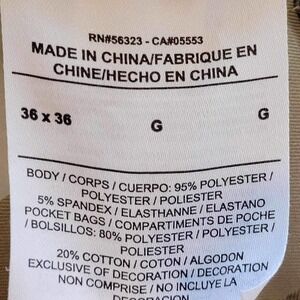 RN#56323 - CA#05553
MADE IN CHINA/FABRIQUE EN
CHINE/HECHO EN CHINA
36 x 36 G G
BODY / CORPS / CUERPO: 95% POLYESTER /
POLYESTER / POLIESTER
5% SPANDEX / ELASTHANNE / ELASTANO
POCKET BAGS / COMPARTIMENTS DE POCHE
/ BOLSILLOS: 80% POLYESTER / POLYESTER /
POLIESTER
20% COTTON / COTON / ALGODON
EXCLUSIVE OF DECORATION / DECORATION
NON COMPRISE / NO INCLUYE LA
DECORACION